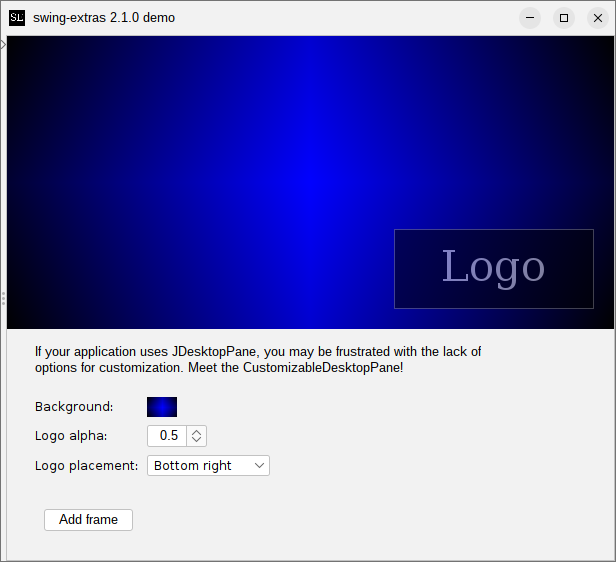 SL
swing-extras 2.1.0 demo
Logo
If your application uses JDesktopPane, you may be frustrated with the lack of
options for customization. Meet the CustomizableDesktopPane!
Background:
Logo alpha: 0.5
Logo placement: Bottom right
Add frame